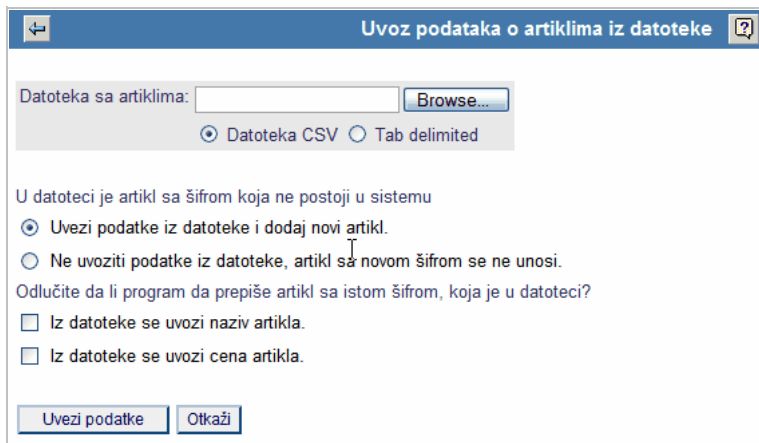 Uvoz podataka o artiklima iz datoteke
Datoteka sa artiklima: Browse...
Datoteka CSV Tab delimited
U datoteci je artikl sa šifrom koja ne postoji u sistemu
Uvezi podatke iz datoteke i dodaj novi artikl.
Ne uvoziti podatke iz datoteke, artikl sa novom šifrom se ne unosi.
Odlučite da li program da prepiše artikl sa istom šifrom, koja je u datoteci?
Iz datoteke se uvozi naziv artikla.
Iz datoteke se uvozi cena artikla.
Uvezi podatke Otkaži